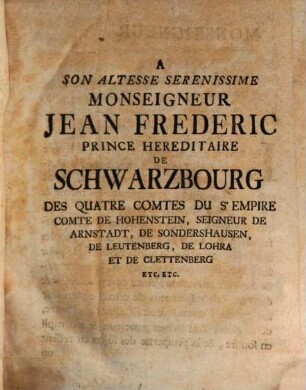 A
SON ALTESSE SERENISSIME
MONSEIGNEUR
JEAN FREDERIC
PRINCE HEREDITAIRE
DE
SCHWARZBOURG
DES QUATRE COMTES DU St EMPIRE
COMTE DE HOHENSTEIN, SEIGNEUR DE
ARNSTADT, DE SONDERSHAUSEN,
DE LEUTENBERG, DE LOHRA
ET DE CLETTENBERG
ETC. ETC.